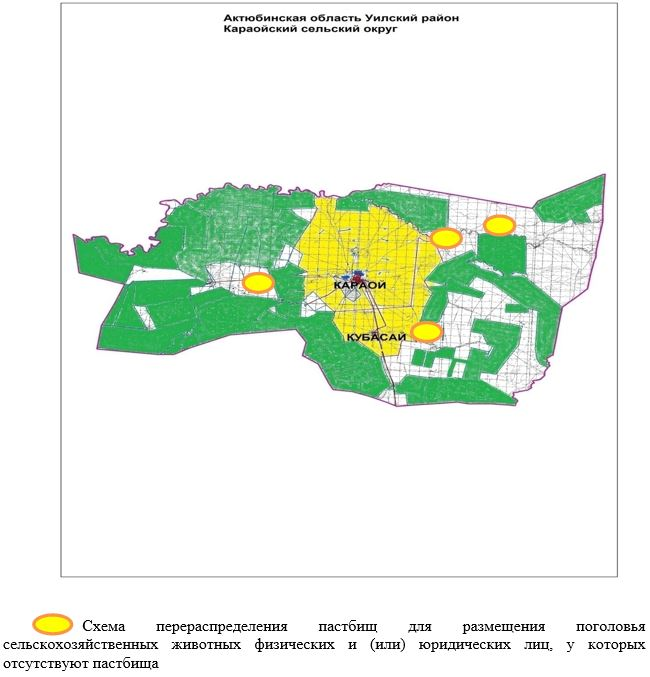 Актюбинская область Уилский район
Караойский сельский округ
КАРАОЙ
КУБАСАЙ
Схема перераспределения пастбищ для размещения поголовья
сельскохозяйственных животных физических и (или) юридических лиц, у которых
отсутствуют пастбища